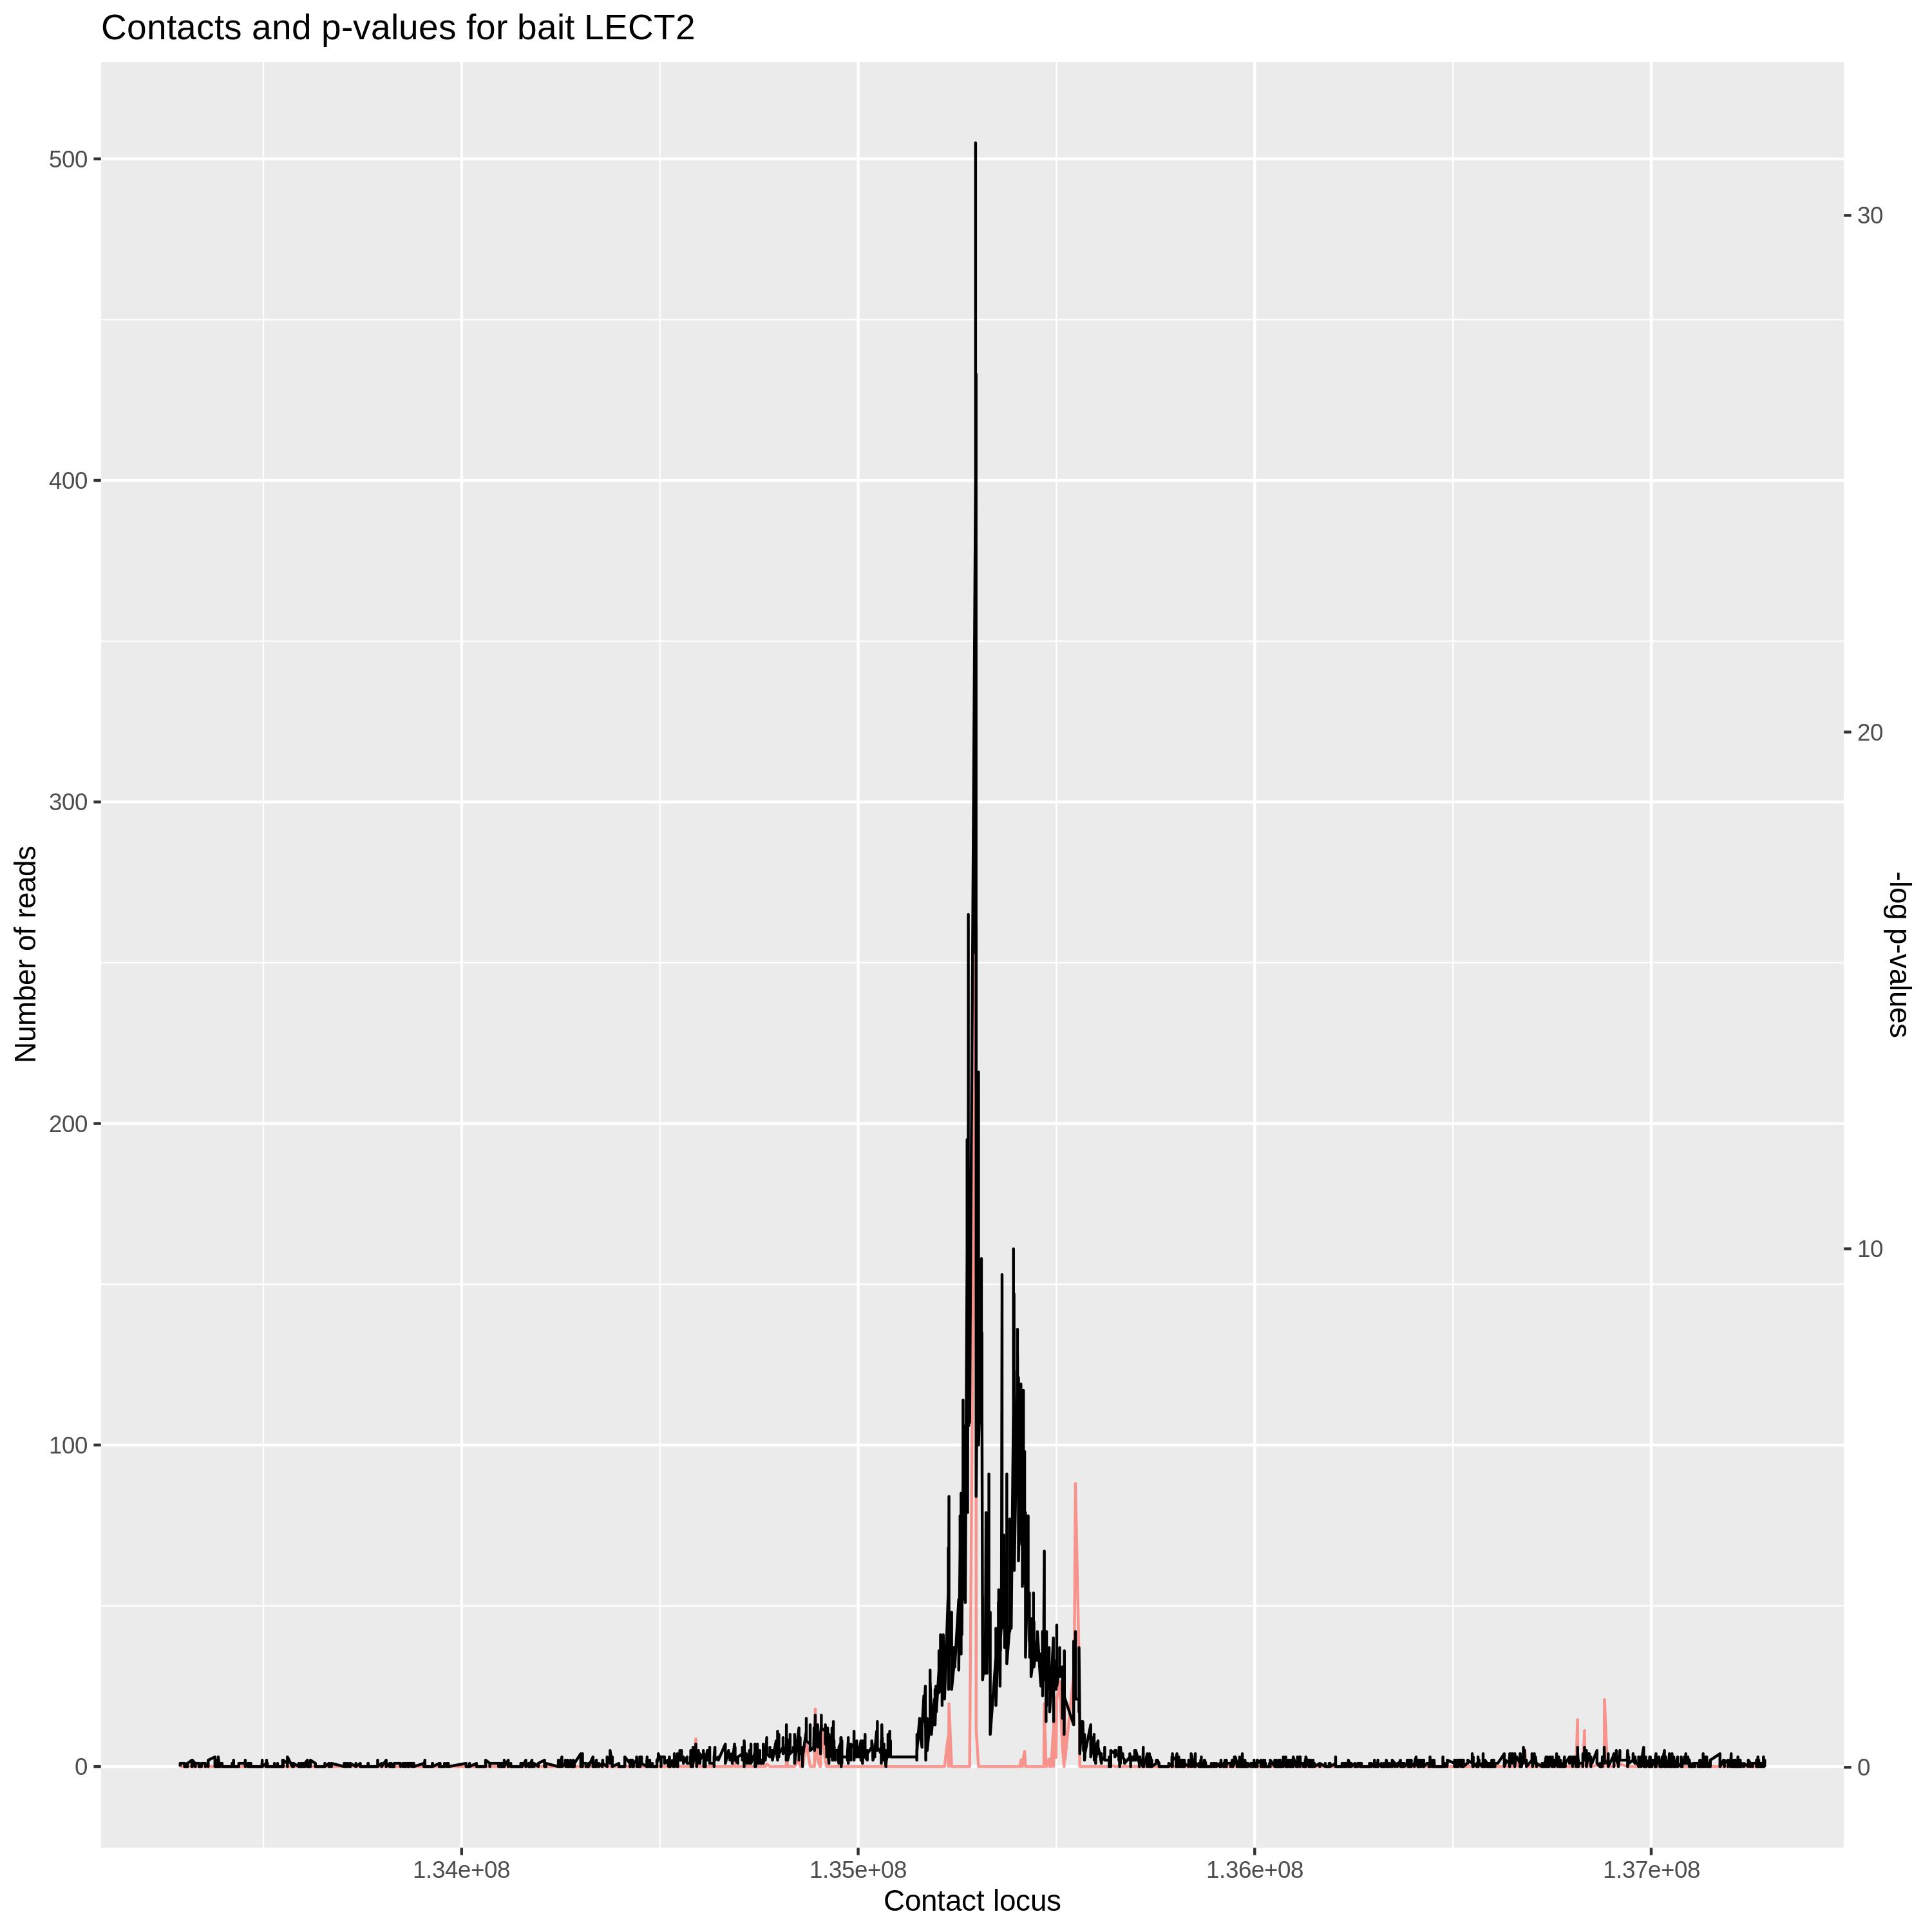 Contacts and p-values for bait LECT2
500
400
300
200
100
0
Number of reads
30
20
10
0
-log p-values
1.34e+08
1.35e+08
1.36e+08
1.37e+08
Contact locus